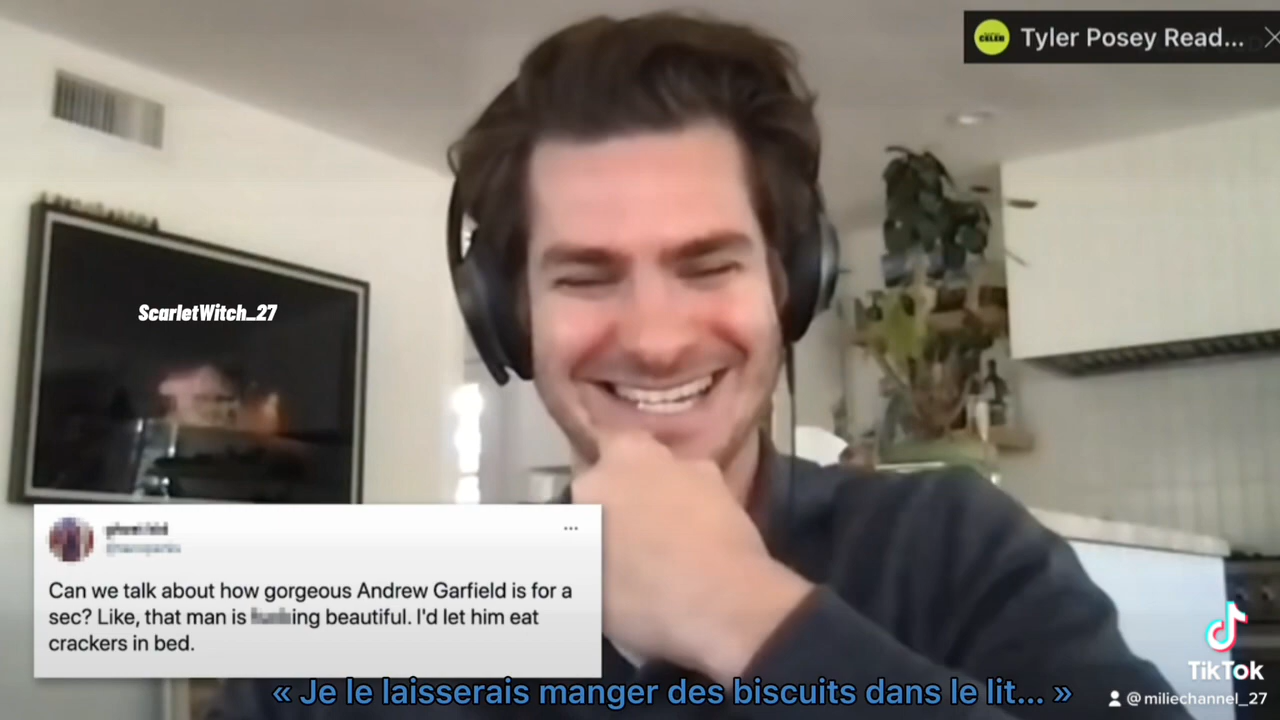 CELEB
Tyler Posey Read...
ScarletWitch_27
Can we talk about how gorgeous Andrew Garfield is for a
sec? Like, that man is ing beautiful. I'd let him eat
crackers in bed.
« Je le laisserais manger des biscuits dans le lit... »
TikTok
@miliechannel_27